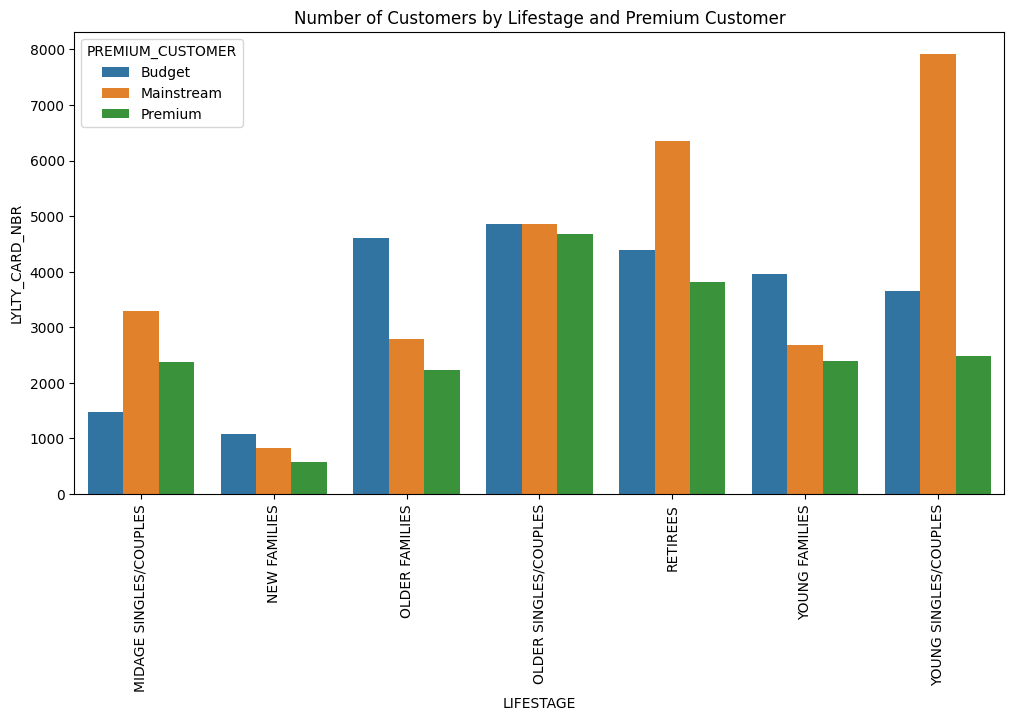 Number of Customers by Lifestage and Premium Customer
PREMIUM_CUSTOMER
Budget
Mainstream
Premium
LYLTY_CARD_NBR
8000
7000
6000
5000
4000
3000
2000
1000
0
MIDAGE SINGLES/COUPLES
NEW FAMILIES
OLDER FAMILIES
OLDER SINGLES/COUPLES
RETIREES
YOUNG FAMILIES
YOUNG SINGLES/COUPLES
LIFESTAGE